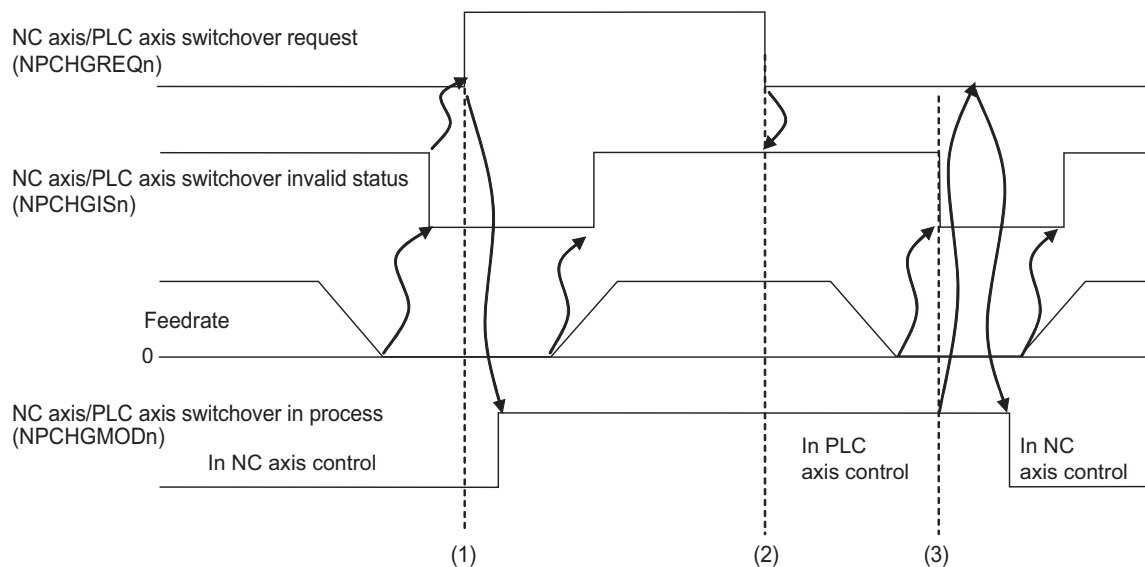 NC axis/PLC axis switchover request
(NPCHGREQn)
NC axis/PLC axis switchover invalid status
(NPCHGISn)
Feedrate
0
NC axis/PLC axis switchover in process
(NPCHGMODn)
In NC axis control
In PLC
axis control
In NC
axis control
(1)
(2)
(3)